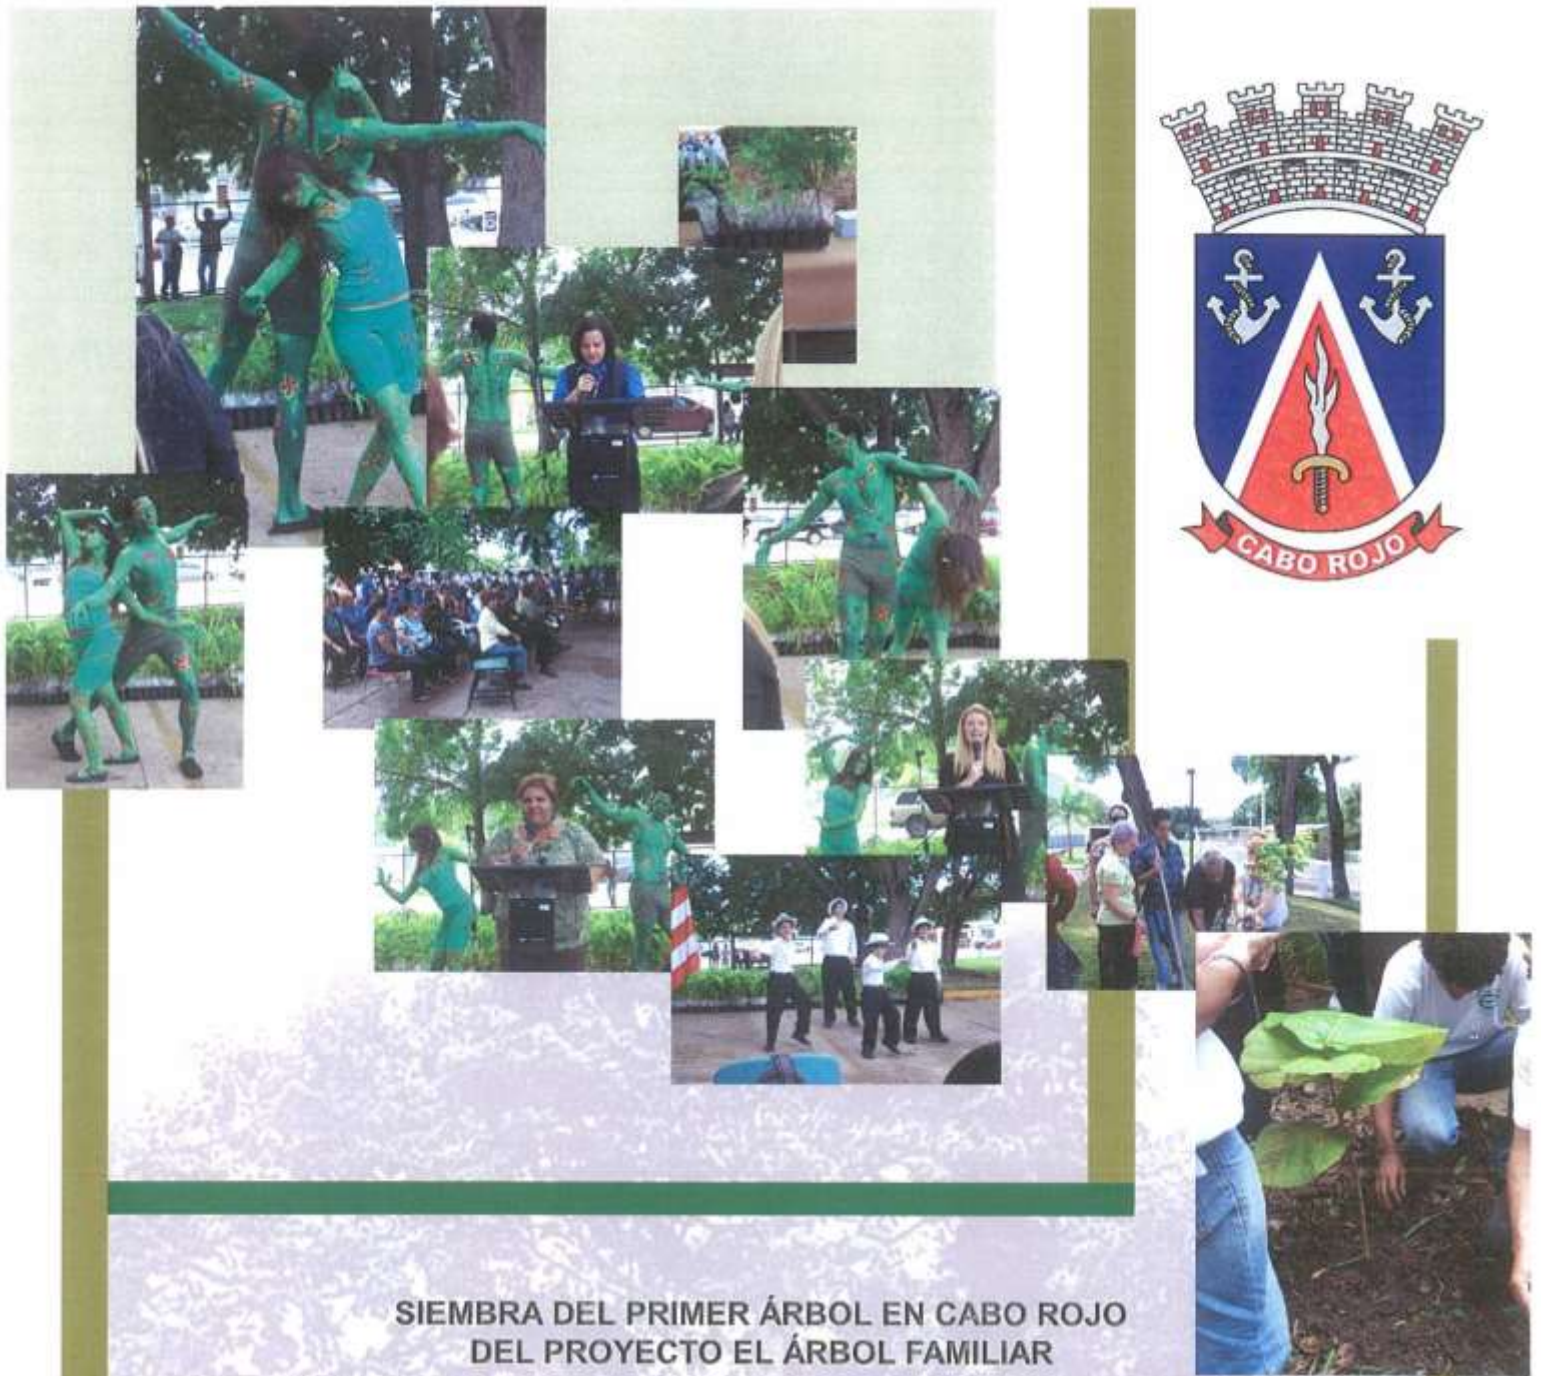 CABO ROJO
SIEMBRA DEL PRIMER ÁRBOL EN CABO ROJO
DEL PROYECTO EL ÁRBOL FAMILIAR